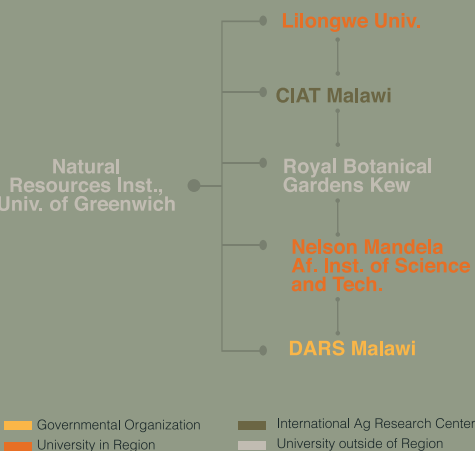 Lilongwe Univ.
CIAT Malawi
Natural
Resources Inst.,
Univ. of Greenwich
Royal Botanical
Gardens Kew
Nelson Mandela
Af. Inst. of Science
and Tech.
DARS Malawi
Governmental Organization
International Ag Research Center
University in Region
University outside of Region